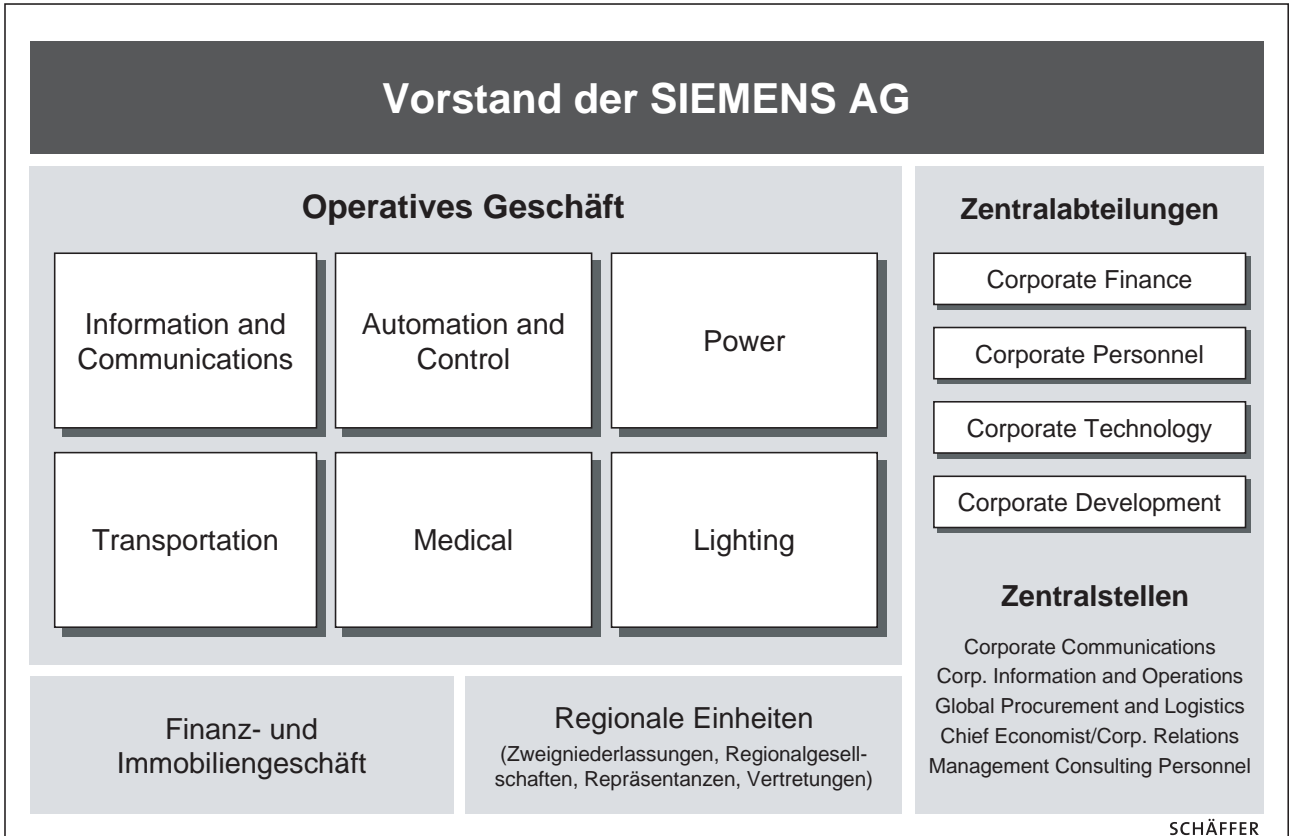 Vorstand der SIEMENS AG
Operatives Geschäft
Information and
Communications
Automation and
Control
Power
Transportation
Medical
Lighting
Finanz- und
Immobiliengeschäft
Regionale Einheiten
(Zweigniederlassungen, Regionalgesell-
schaften, Repräsentanzen, Vertretungen)
Zentralabteilungen
Corporate Finance
Corporate Personnel
Corporate Technology
Corporate Development
Zentralstellen
Corporate Communications
Corp. Information and Operations
Global Procurement and Logistics
Chief Economist/Corp. Relations
Management Consulting Personnel
SCHÄFFER